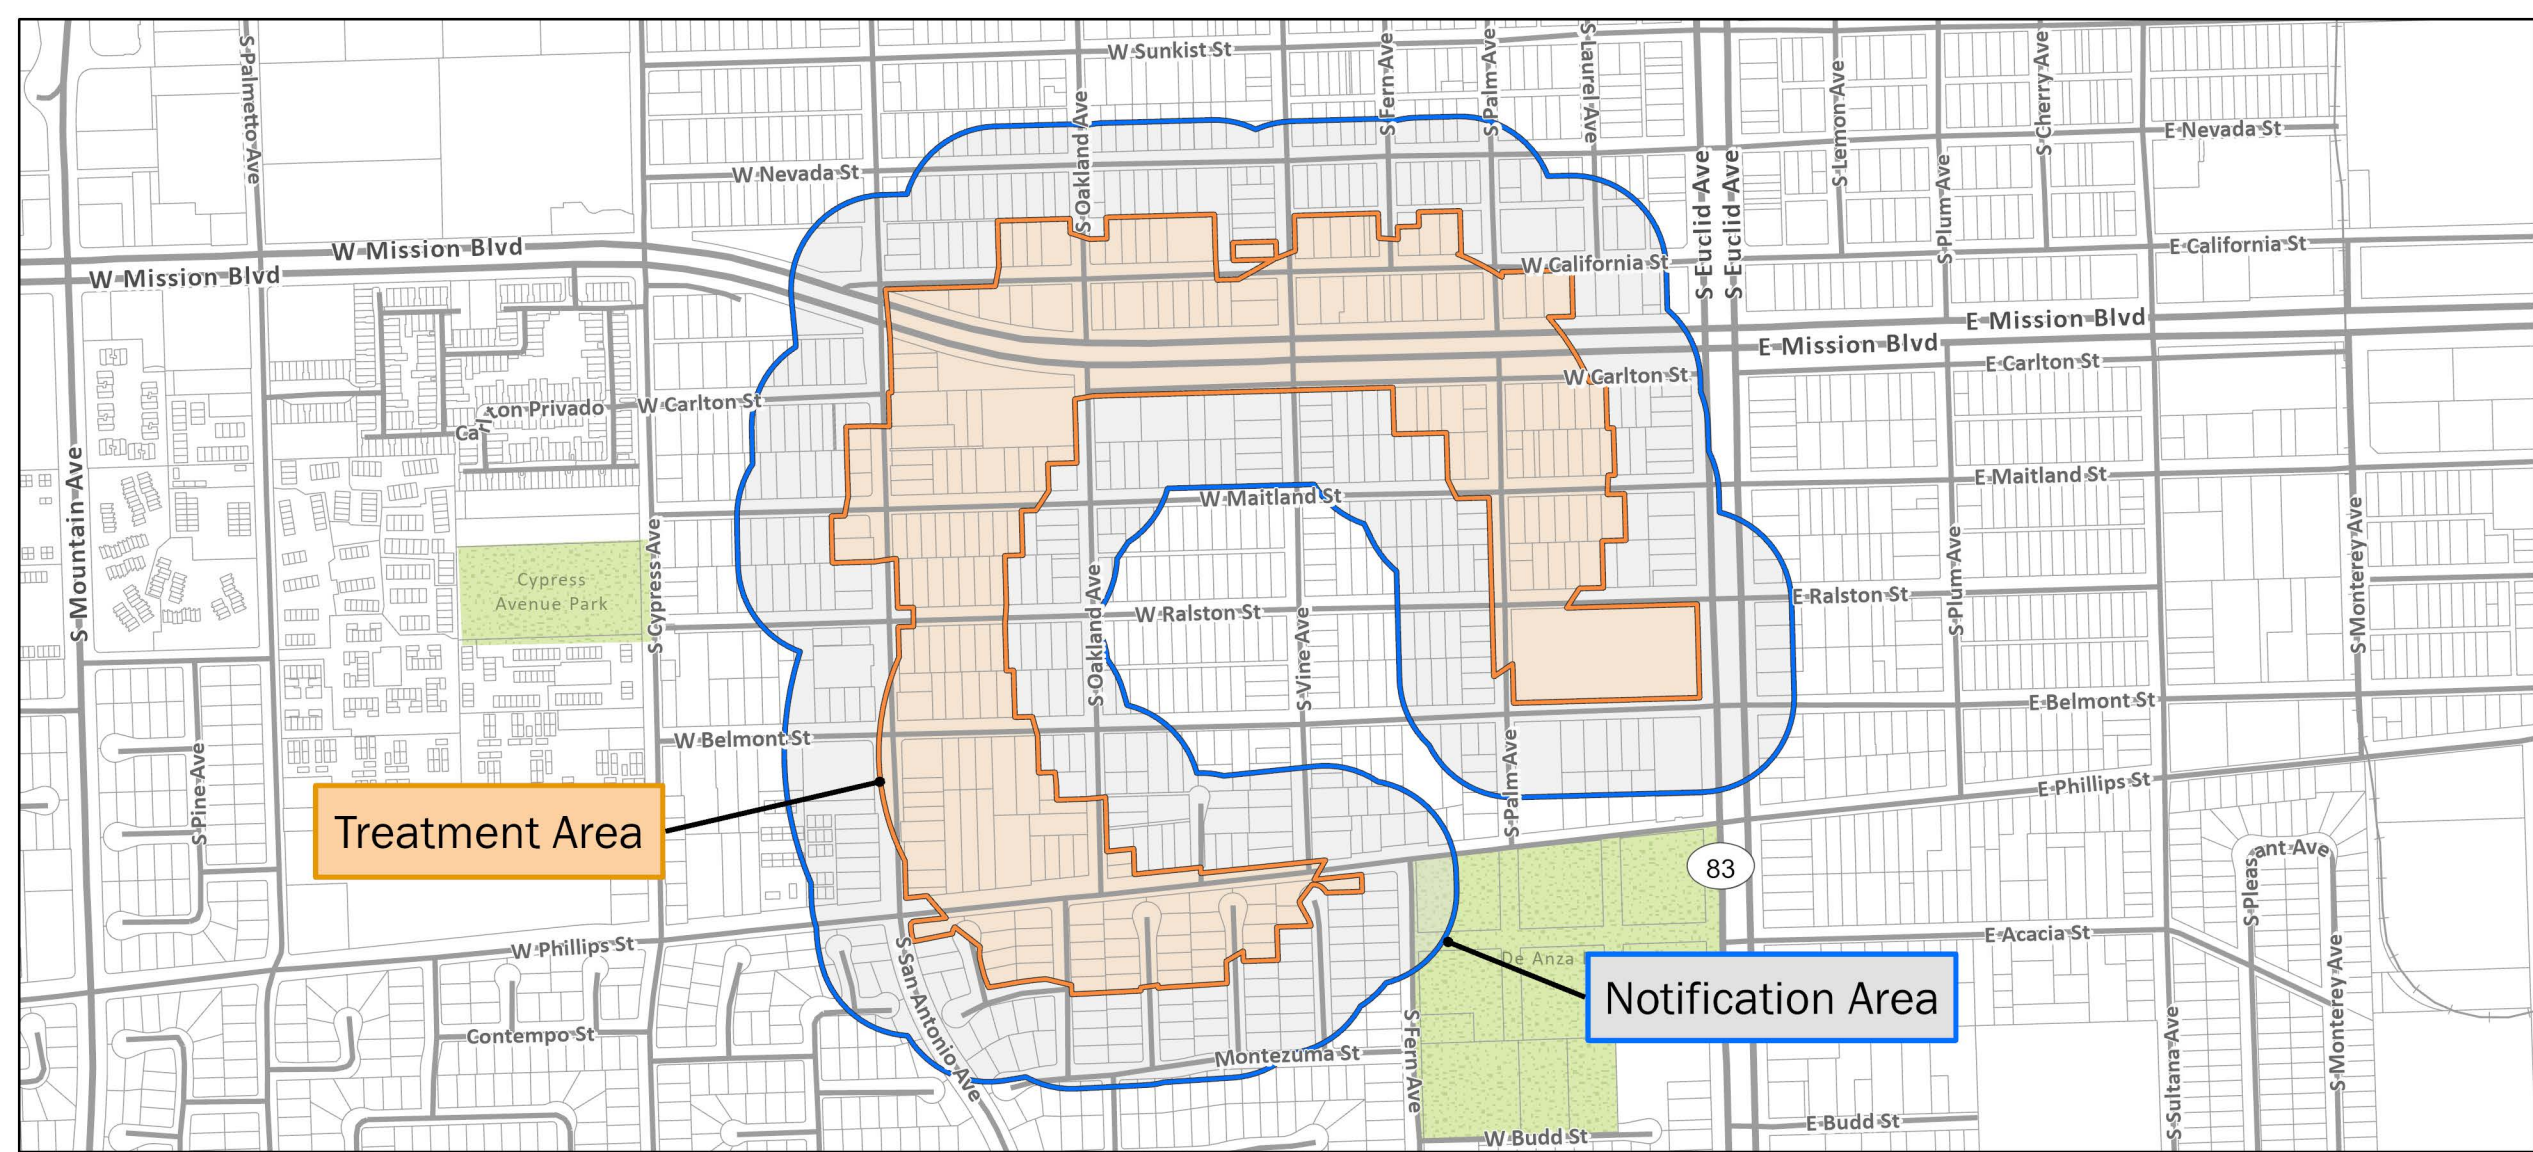 W Sunkist St
S Palmetto Ave
S Oakland Ave
S Fern Ave
S Palm Ave
S Laurel Ave
S Lemon Ave
S Cherry Ave
E Nevada St
W Nevada St
S Euclid Ave
S Euclid Ave
S Plum Ave
W Mission Blvd
W Mission Blvd
W California St
E California St
E Mission Blvd
E Mission Blvd
E Carlton St
W Carlton St
W Carlton St
Carlton Privado
S Mountain Ave
E Maitland St
W Maitland St
S Cypress Ave
Cypress
Avenue Park
S Oakland Ave
S Vine Ave
W Ralston St
E Ralston St
S Plum Ave
S Monterey Ave
E Belmont St
W Belmont St
S Pine Ave
S Palm Ave
E Phillips St
Treatment Area
83
S Pleasant Ave
W Phillips St
S San Antonio Ave
E Acacia St
De Anza
Notification Area
Contempo St
Montezuma St
S Fern Ave
S Sultana Ave
S Monterey Ave
W Budd St
E Budd St